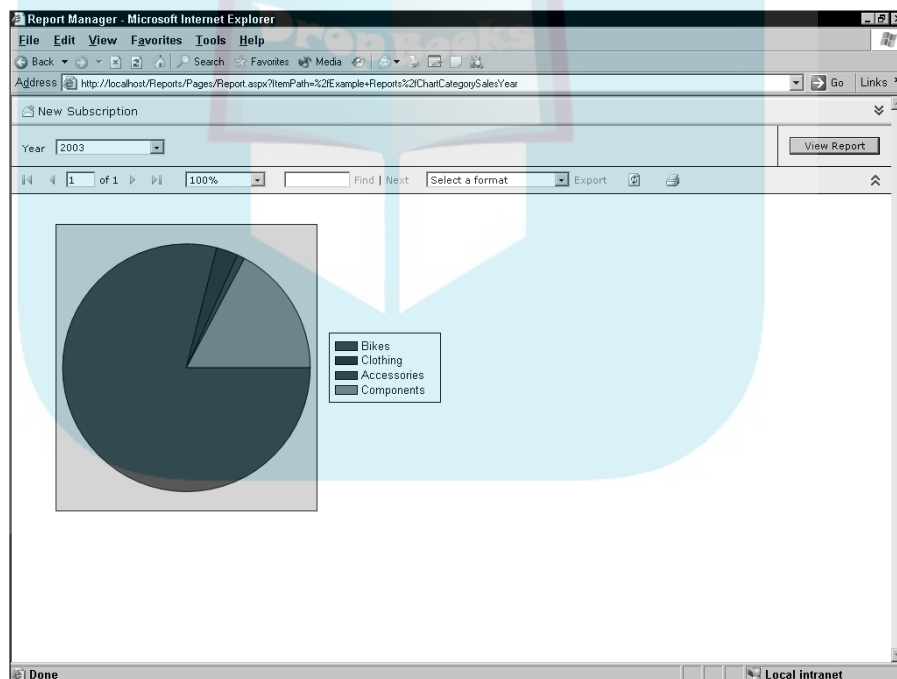 Report Manager - Microsoft Internet Explorer
File Edit View Favorites Tools Help
DropBooks
Back Search Favorites Media
Address http://localhost/Reports/Pages/Report.aspx?ItemPath=%2fExample+Reports%2fChartCategorySalesYear Go Links
New Subscription
Year 2003 View Report
1 of 1 100% Find | Next Select a format Export
Bikes
Clothing
Accessories
Components
Done Local intranet